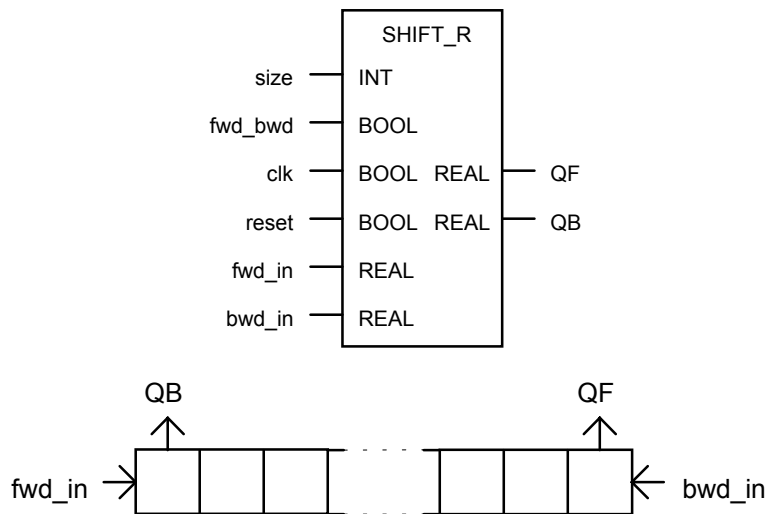 SHIFT_R
size INT
fwd_bwd BOOL
clk BOOL REAL QF
reset BOOL REAL QB
fwd_in REAL
bwd_in REAL
QB QF
fwd_in bwd_in